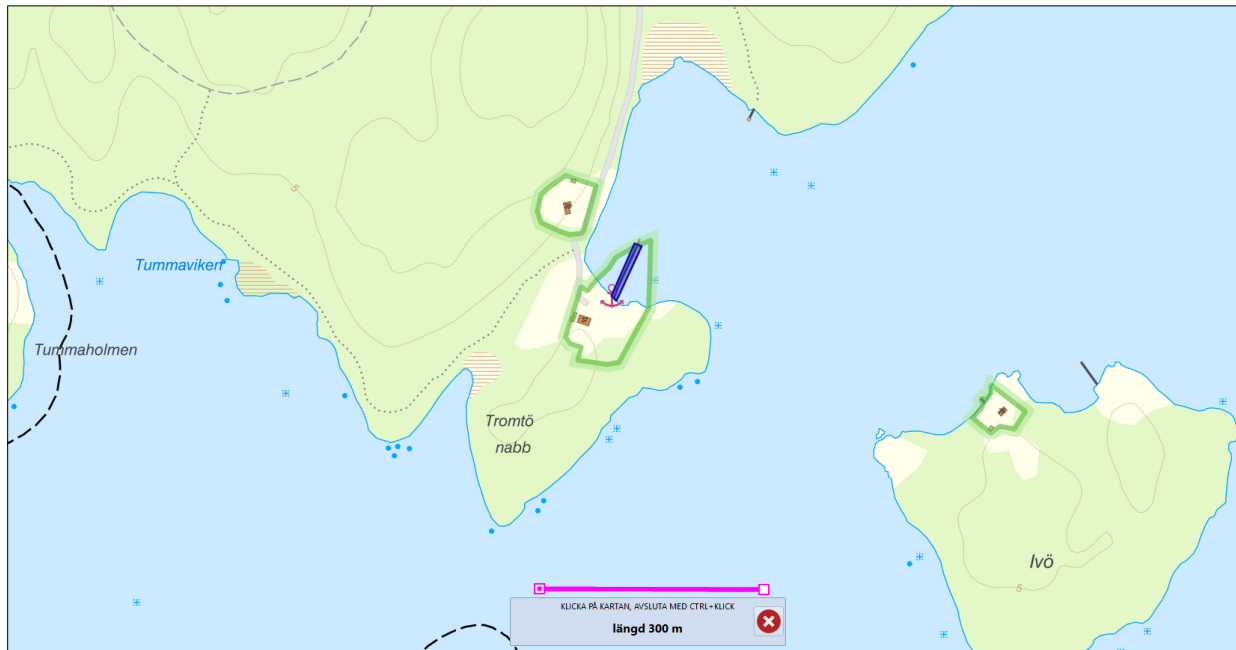 5
Tummaviken
Tummaholmen
Tromtö
nabb
Ivö
5
KLICKA PÅ KARTAN, AVSLUTA MED CTRL+KLICK
längd 300 m